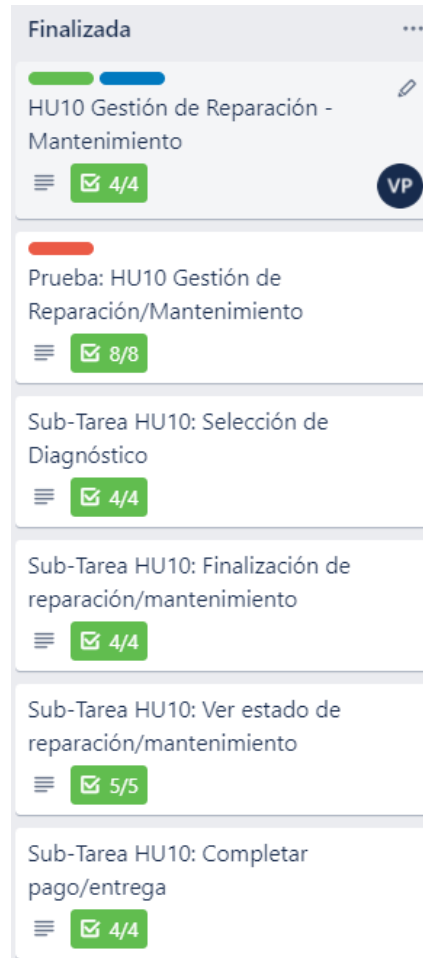 Finalizada
HU10 Gestión de Reparación -
Mantenimiento
4/4
VP
Prueba: HU10 Gestión de
Reparación/Mantenimiento
8/8
Sub-Tarea HU10: Selección de
Diagnóstico
4/4
Sub-Tarea HU10: Finalización de
reparación/mantenimiento
4/4
Sub-Tarea HU10: Ver estado de
reparación/mantenimiento
5/5
Sub-Tarea HU10: Completar
pago/entrega
4/4